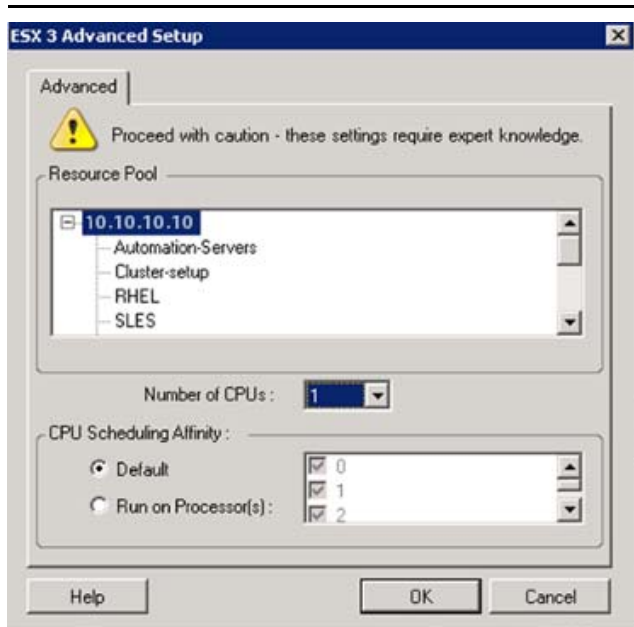 ESX 3 Advanced Setup
Advanced
Proceed with caution - these settings require expert knowledge.
Resource Pool
10.10.10.10
Automation-Servers
Cluster-setup
RHEL
SLES
Number of CPUs :
1
CPU Scheduling Affinity :
Default
Run on Processor(s) :
0
1
2
Help
OK
Cancel